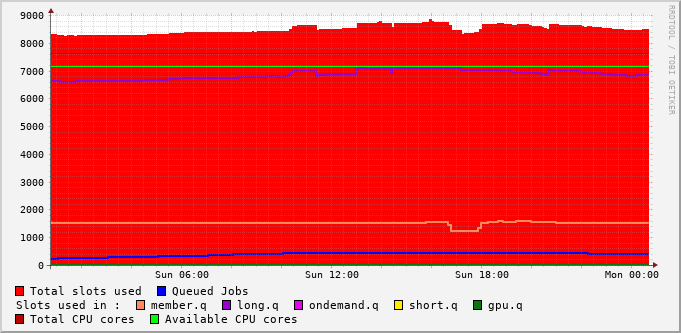 RRDTOOL / TOBI OETIKER
9000
8000
7000
6000
5000
4000
3000
2000
1000
0
Sun 06:00 Sun 12:00 Sun 18:00 Mon 00:00
Total slots used Queued Jobs
Slots used in : member.q long.q ondemand.q short.q gpu.q
Total CPU cores Available CPU cores